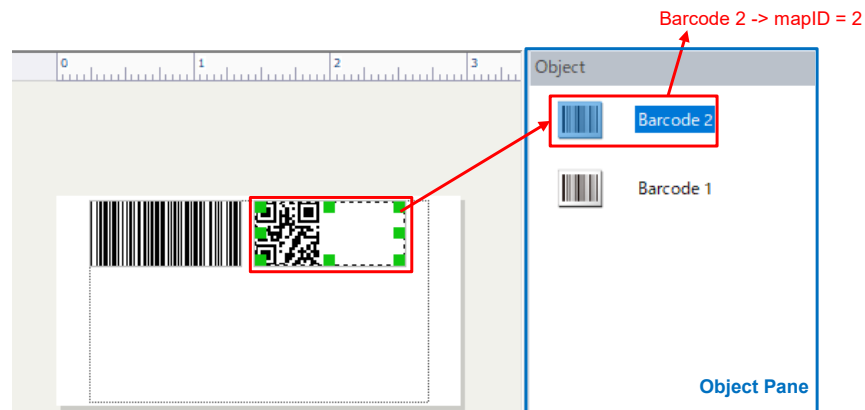 Barcode 2 -> mapID = 2
0 1 2 3
Object
Barcode 2
Barcode 1
Object Pane